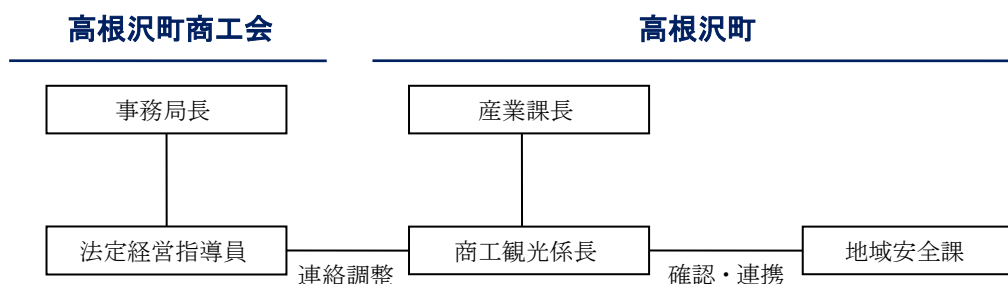 高根沢町商工会
高根沢町
事務局長
産業課長
法定経営指導員
商工観光係長
地域安全課
連絡調整
確認・連携